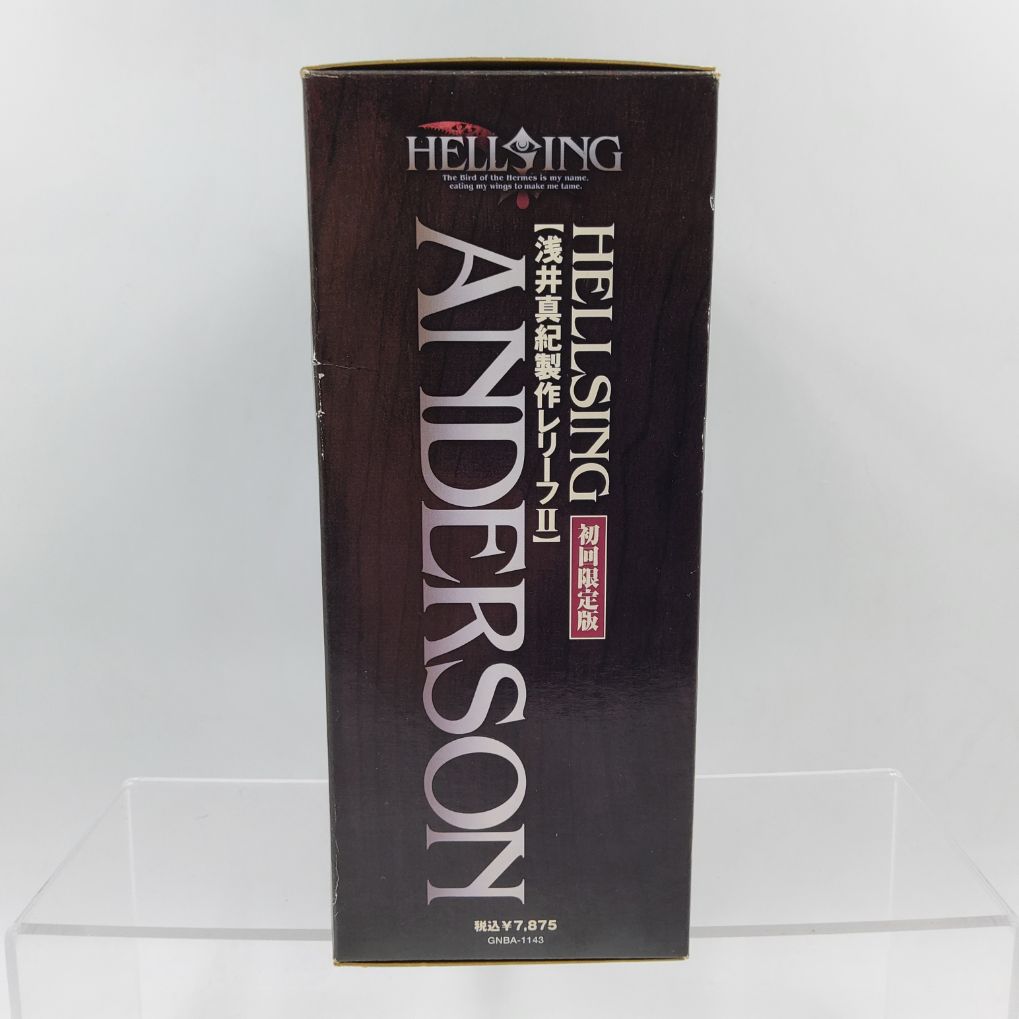 HELLSING
The Bird of the Hermes is my name,
eating my wings to make me tame.
HELLSING 初回限定版
【浅井真紀製作レリーフII】
ANDERSON
税込¥7,875
GNBA-1143